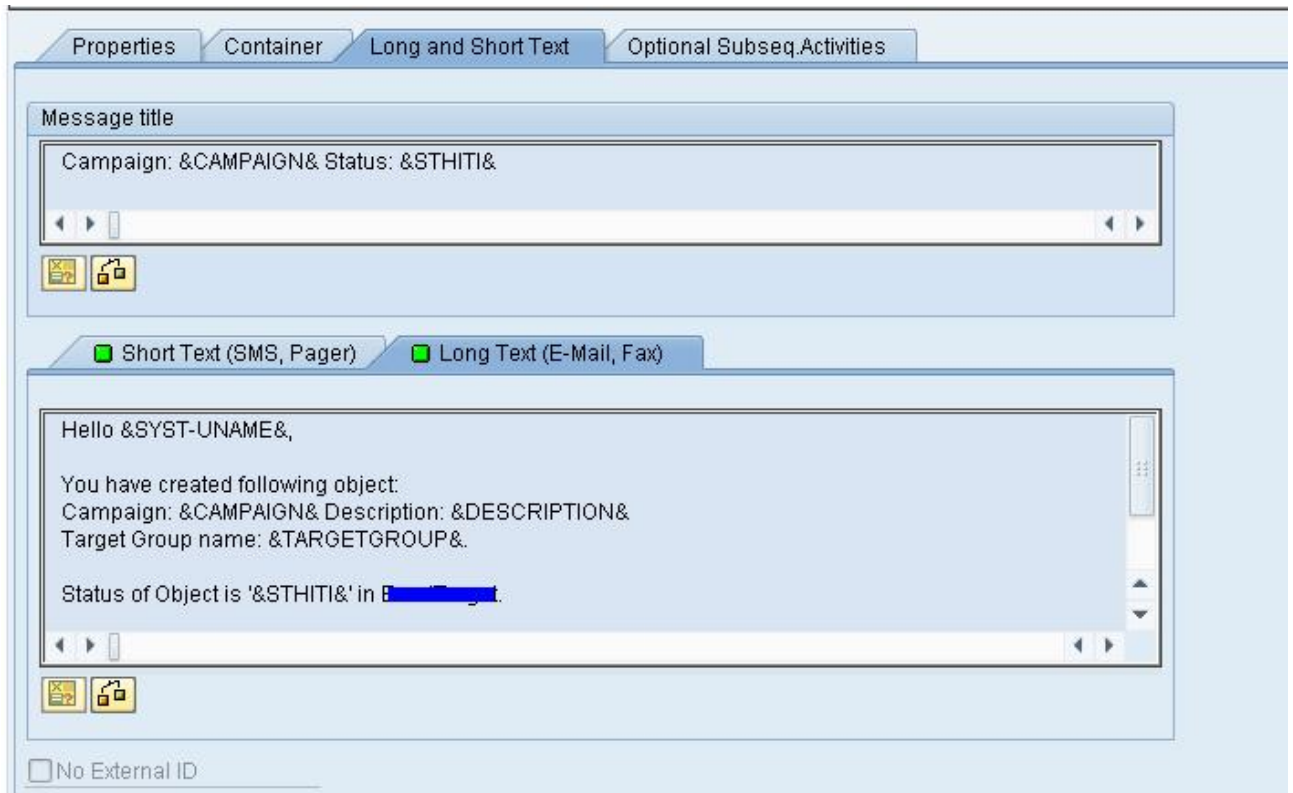 Properties Container Long and Short Text Optional Subseq.Activities
Message title
Campaign: &CAMPAIGN& Status: &STHITI&
Short Text (SMS, Pager) Long Text (E-Mail, Fax)
Hello &SYST-UNAME&,
You have created following object:
Campaign: &CAMPAIGN& Description: &DESCRIPTION&
Target Group name: &TARGETGROUP&.
Status of Object is '&STHITI&' in
No External ID